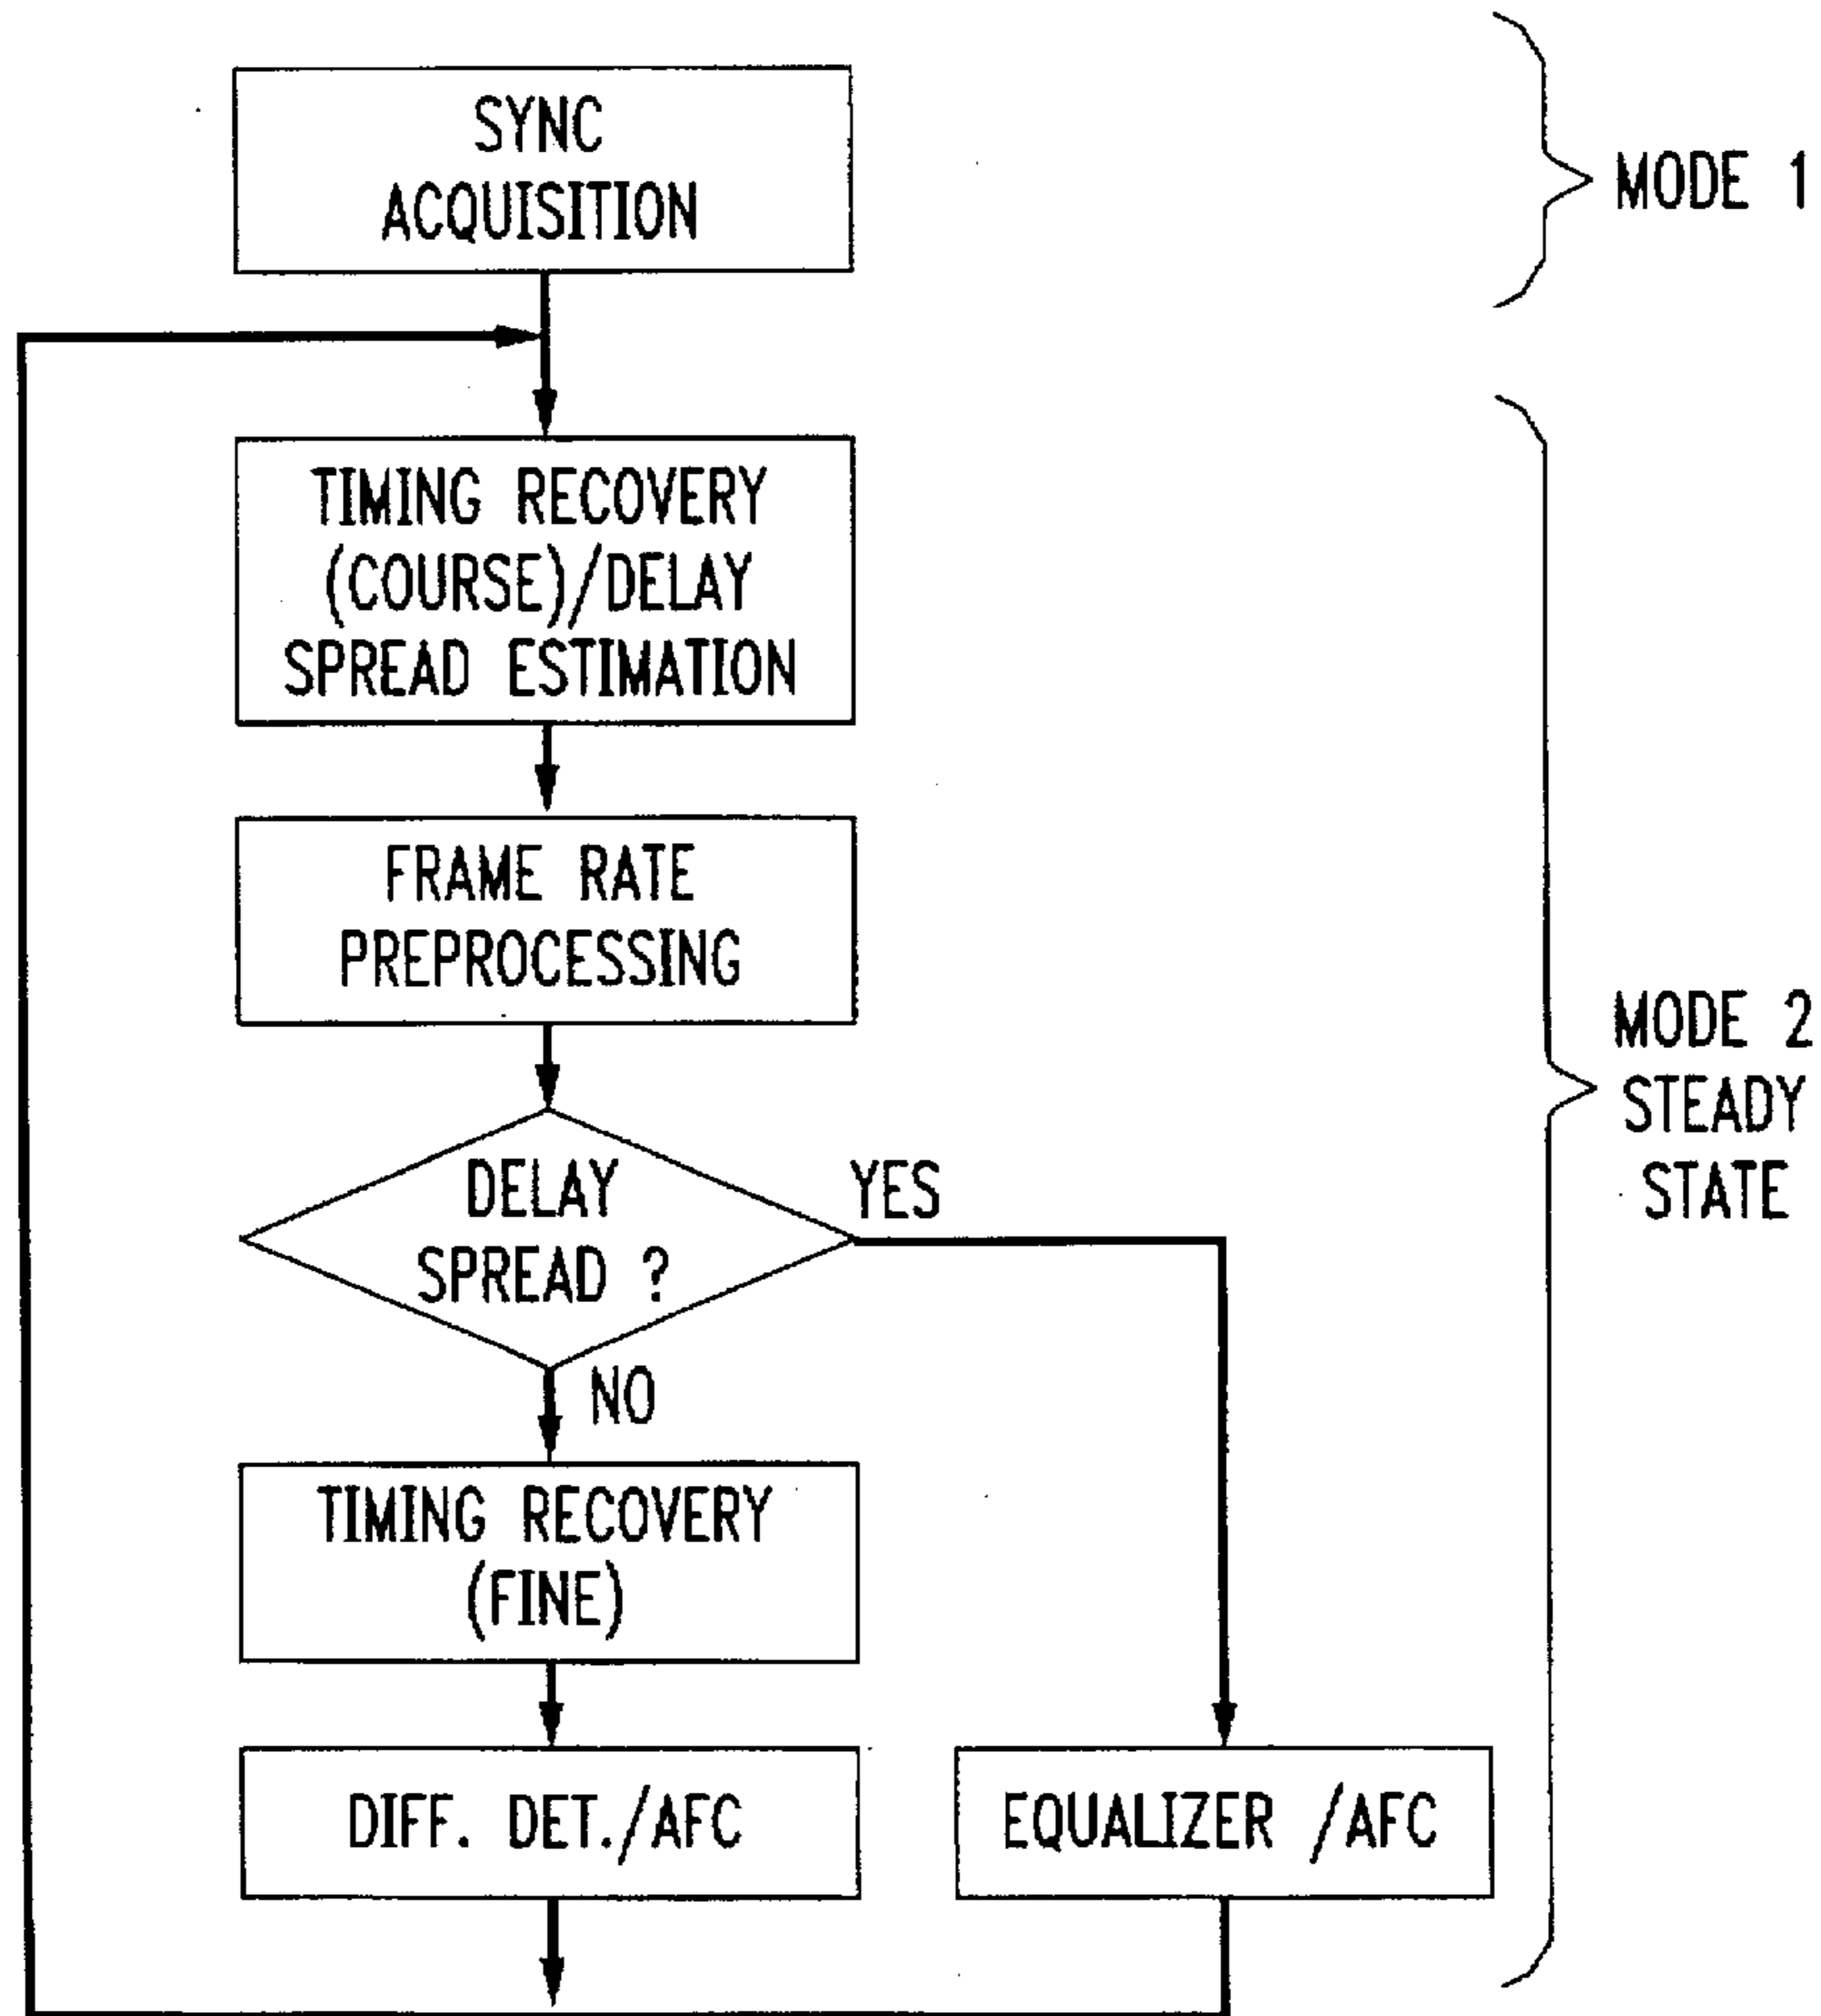 SYNC
ACQUISITION
MODE 1
TIMING RECOVERY
(COURSE)/DELAY
SPREAD ESTIMATION
FRAME RATE
PREPROCESSING
MODE 2
STEADY
STATE
DELAY
SPREAD ?
YES
NO
TIMING RECOVERY
(FINE)
DIFF. DET./AFC
EQUALIZER /AFC